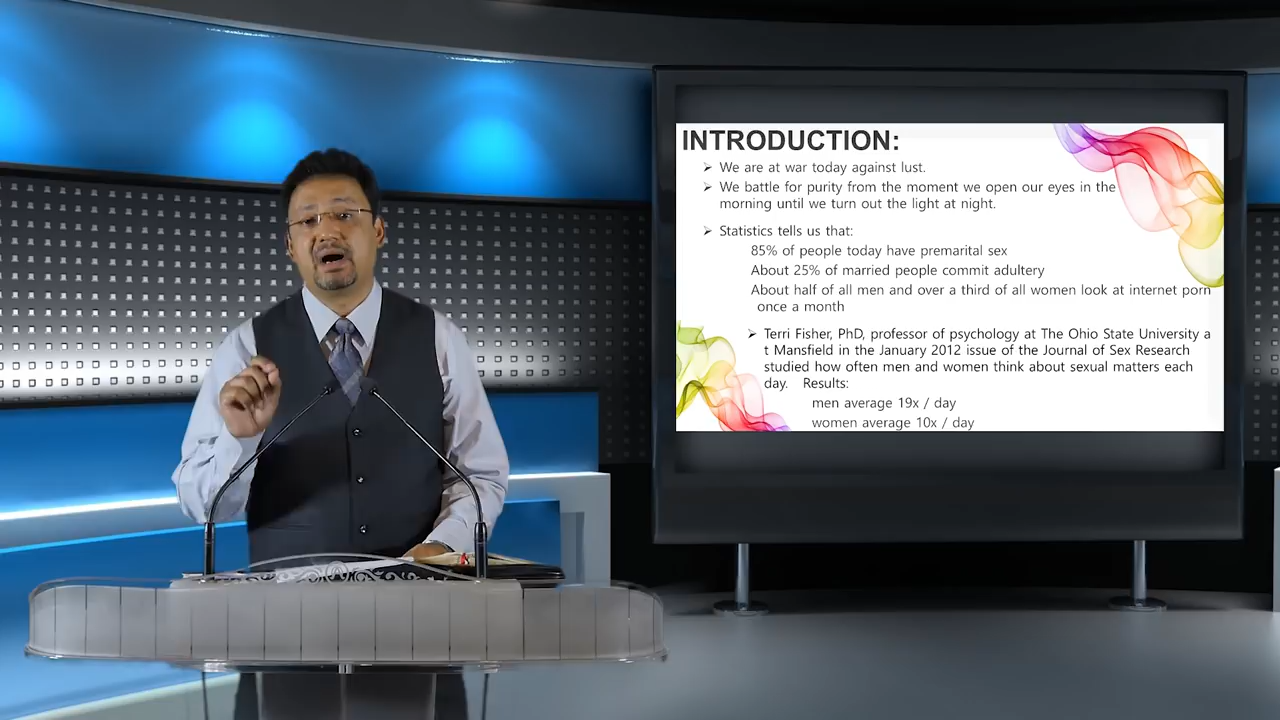 INTRODUCTION:
We are at war today against lust.
We battle for purity from the moment we open our eyes in the
morning until we turn out the light at night.
Statistics tells us that:
85% of people today have premarital sex
About 25% of married people commit adultery
About half of all men and over a third of all women look at internet porn
once a month
Terri Fisher, PhD, professor of psychology at The Ohio State University a
t Mansfield in the January 2012 issue of the Journal of Sex Research
studied how often men and women think about sexual matters each
day. Results:
men average 19x / day
women average 10x / day